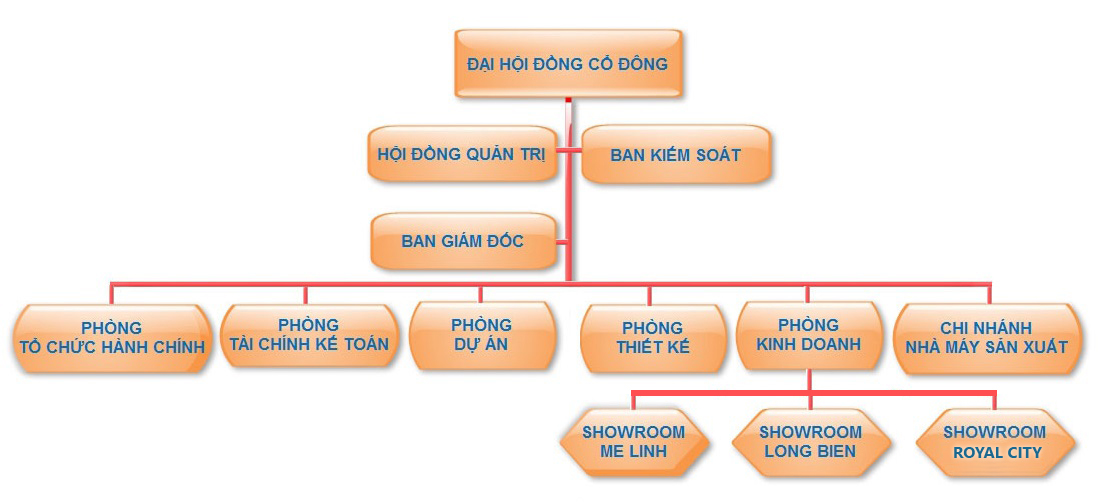 ĐẠI HỘI ĐỒNG CỔ ĐÔNG
HỘI ĐỒNG QUẢN TRỊ
BAN KIỂM SOÁT
BAN GIÁM ĐỐC
PHÒNG
TỔ CHỨC HÀNH CHÍNH
PHÒNG
TÀI CHÍNH KẾ TOÁN
PHÒNG
DỰ ÁN
PHÒNG
THIẾT KẾ
PHÒNG
KINH DOANH
CHI NHÁNH
NHÀ MÁY SẢN XUẤT
SHOWROOM
ME LINH
SHOWROOM
LONG BIEN
SHOWROOM
ROYAL CITY